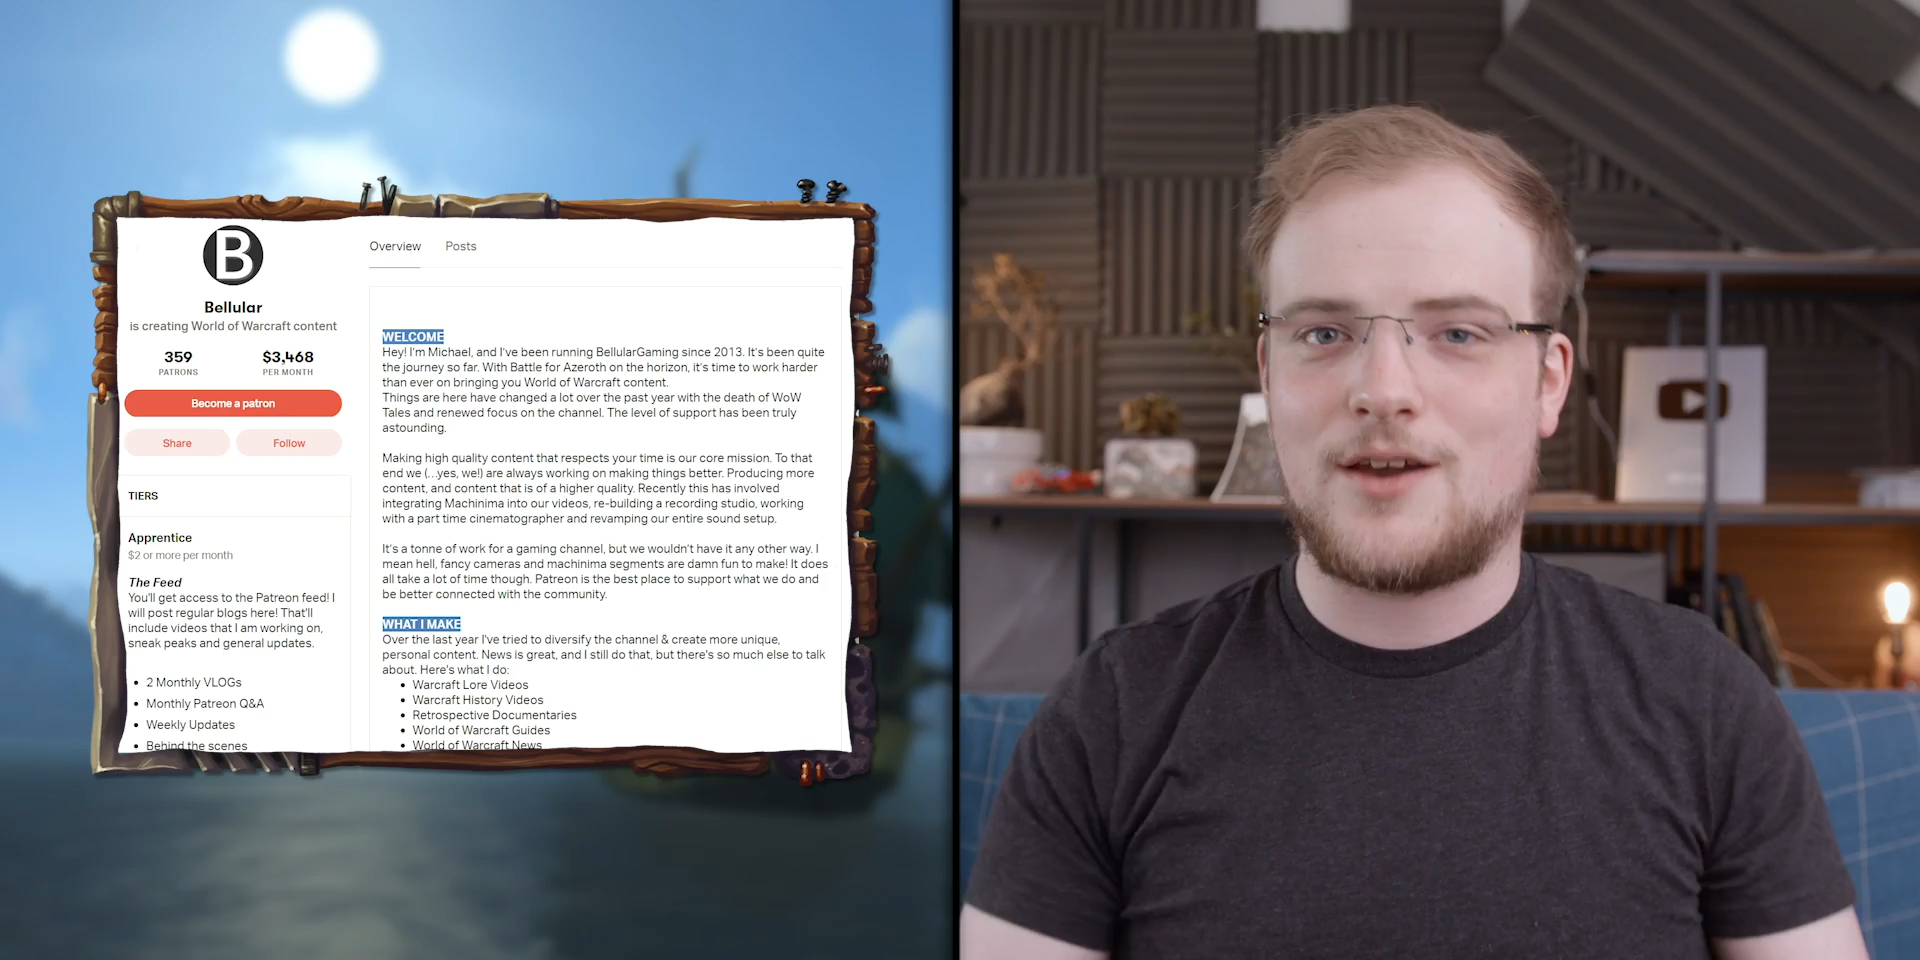 B
Bellular
is creating World of Warcraft content
359
$3,468
PATRONS
PER MONTH
Become a patron
Share
Follow
TIERS
Apprentice
$2 or more per month
The Feed
You'll get access to the Patreon feed! I
will post regular blogs here! That'll
include videos that I am working on,
sneak peaks and general updates.
• 2 Monthly VLOGs
• Monthly Patreon Q&A
• Weekly Updates
• Behind the scenes
Overview
Posts
WELCOME
Hey! I'm Michael, and I've been running BellularGaming since 2013. It's been quite
the journey so far. With Battle for Azeroth on the horizon, it's time to work harder
than ever on bringing you World of Warcraft content.
Things are here have changed a lot over the past year with the death of WoW
Tales and renewed focus on the channel. The level of support has been truly
astounding.
Making high quality content that respects your time is our core mission. To that
end we (...yes, we!) are always working on making things better. Producing more
content, and content that is of a higher quality. Recently this has involved
integrating Machinima into our videos, re-building a recording studio, working
with a part time cinematographer and revamping our entire sound setup.
It's a tonne of work for a gaming channel, but we wouldn't have it any other way. I
mean hell, fancy cameras and machinima segments are damn fun to make! It does
all take a lot of time though. Patreon is the best place to support what we do and
be better connected with the community.
WHAT I MAKE
Over the last year I've tried to diversify the channel & create more unique,
personal content. News is great, and I still do that, but there's so much else to talk
about. Here's what I do:
• Warcraft Lore Videos
• Warcraft History Videos
• Retrospective Documentaries
• World of Warcraft Guides
• World of Warcraft News